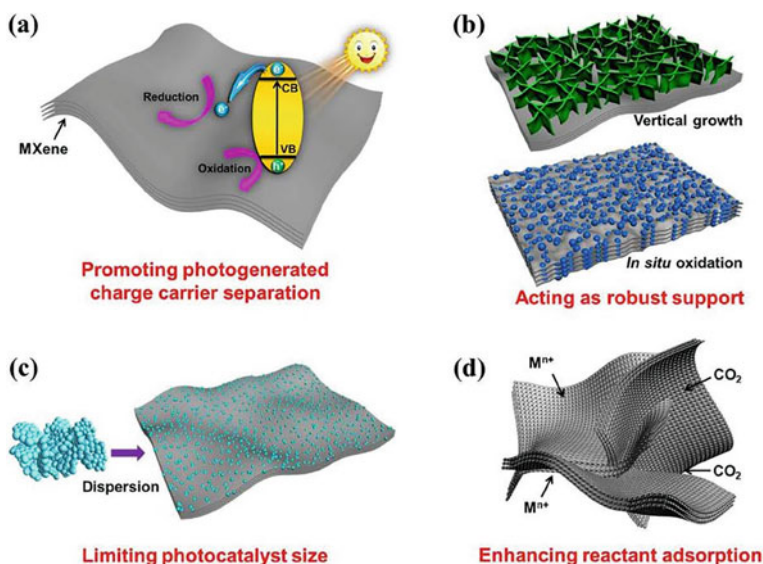 (a)
Reduction
e⁻
e⁻
CB
VB
h⁺
Oxidation
MXene
Promoting photogenerated
charge carrier separation
(b)
Vertical growth
In situ oxidation
Acting as robust support
(c)
Dispersion
Limiting photocatalyst size
(d)
Mⁿ⁺
CO₂
CO₂
Mⁿ⁺
Enhancing reactant adsorption